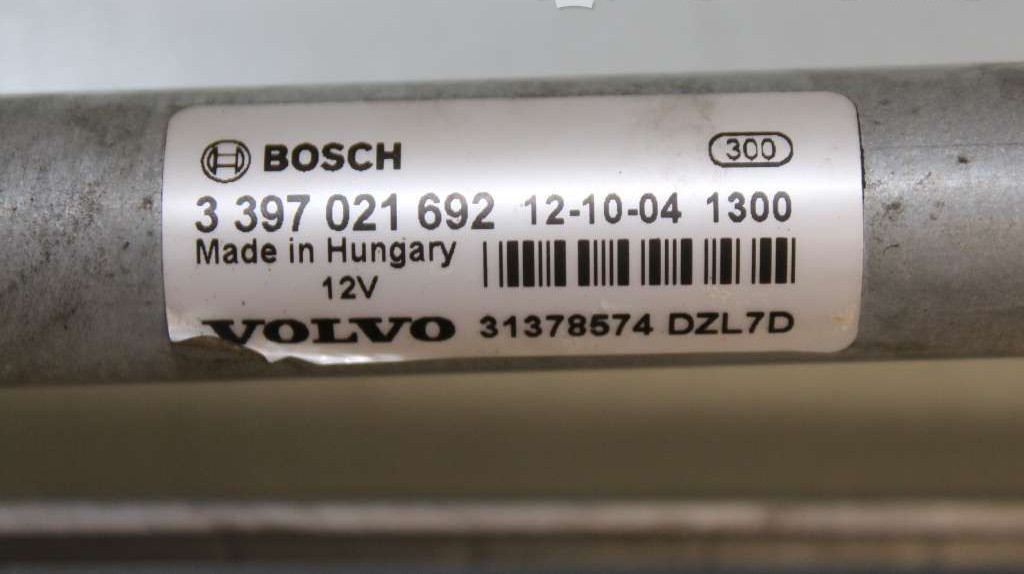 BOSCH 300
3 397 021 692 12-10-04 1300
Made in Hungary
12V
VOLVO 31378574 DZL7D